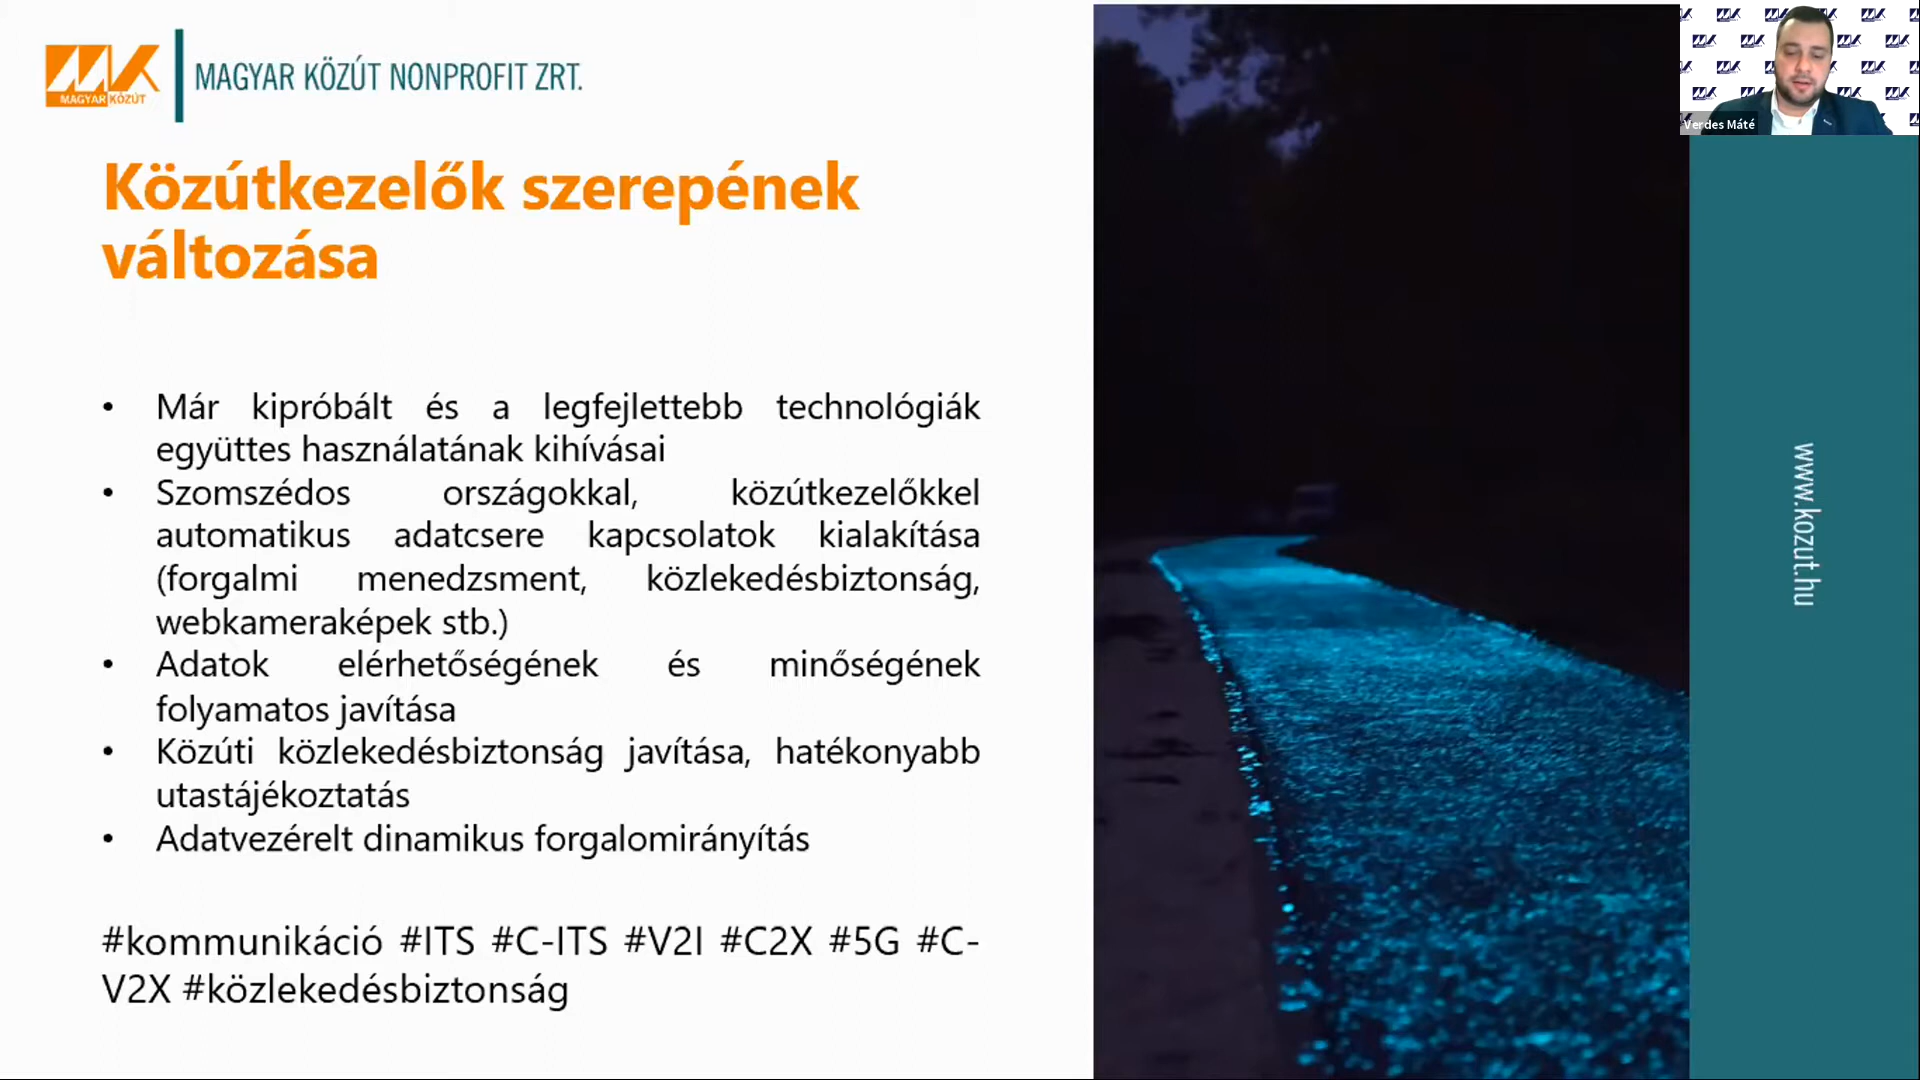 MAGYAR KÖZÚT
MAGYAR KÖZÚT NONPROFIT ZRT.
Verdes Máté
Közútkezelők szerepének
változása
• Már kipróbált és a legfejlettebb technológiák
együttes használatának kihívásai
• Szomszédos országokkal, közútkezelőkkel
automatikus adatcsere kapcsolatok kialakítása
(forgalmi menedzsment, közlekedésbiztonság,
webkameraképek stb.)
• Adatok elérhetőségének és minőségének
folyamatos javítása
• Közúti közlekedésbiztonság javítása, hatékonyabb
utastájékoztatás
• Adatvezérelt dinamikus forgalomirányítás
#kommunikáció #ITS #C-ITS #V2I #C2X #5G #C-
V2X #közlekedésbiztonság
www.kozut.hu